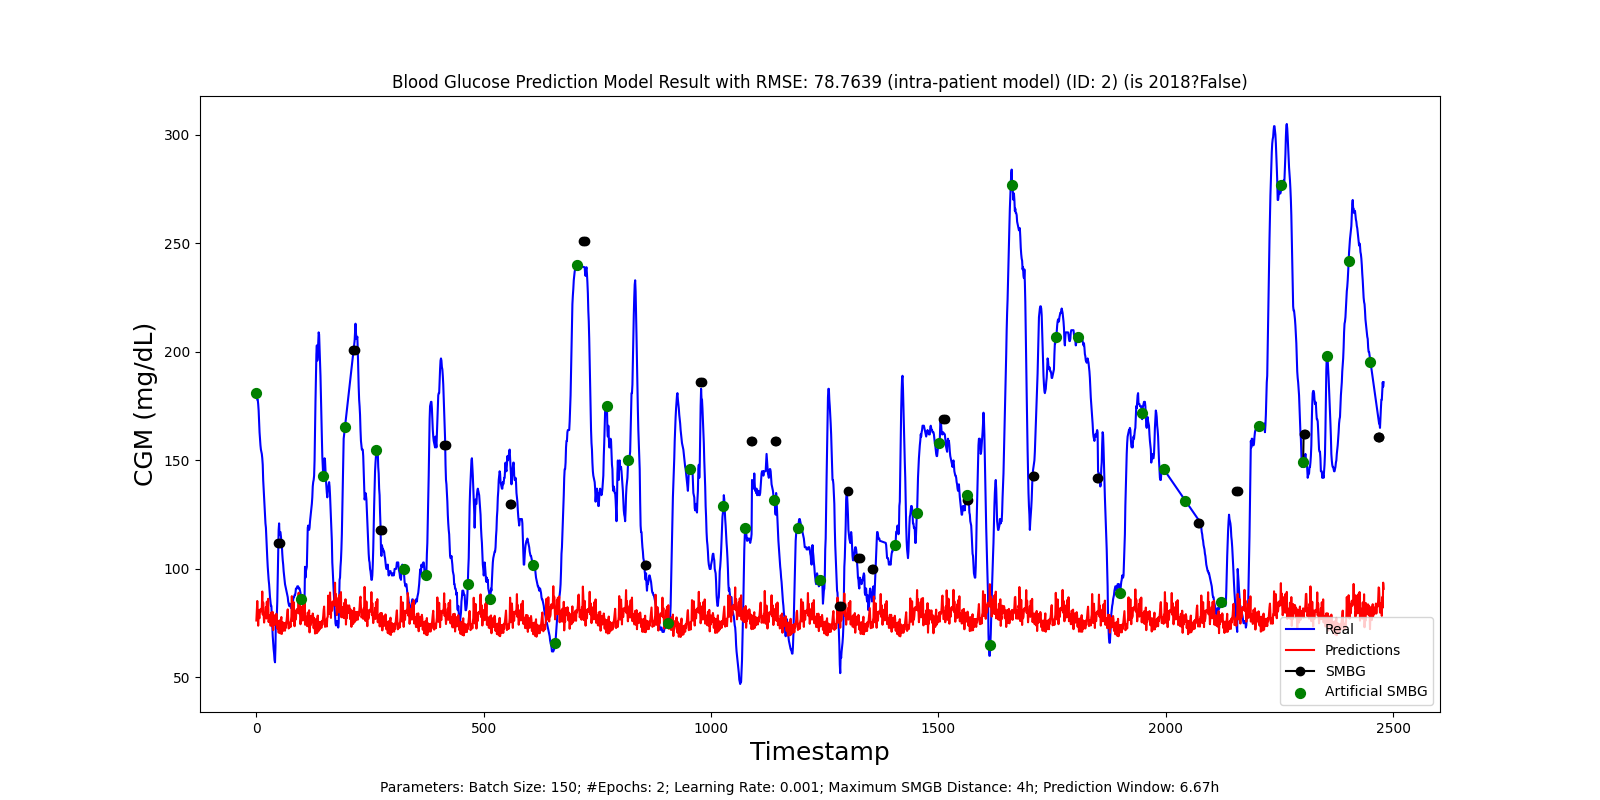 Blood Glucose Prediction Model Result with RMSE: 78.7639 (intra-patient model) (ID: 2) (is 2018?False)
CGM (mg/dL)
300
250
200
150
100
50
0
500
1000
1500
2000
2500
Real
Predictions
SMBG
Artificial SMBG
Timestamp
Parameters: Batch Size: 150; #Epochs: 2; Learning Rate: 0.001; Maximum SMGB Distance: 4h; Prediction Window: 6.67h